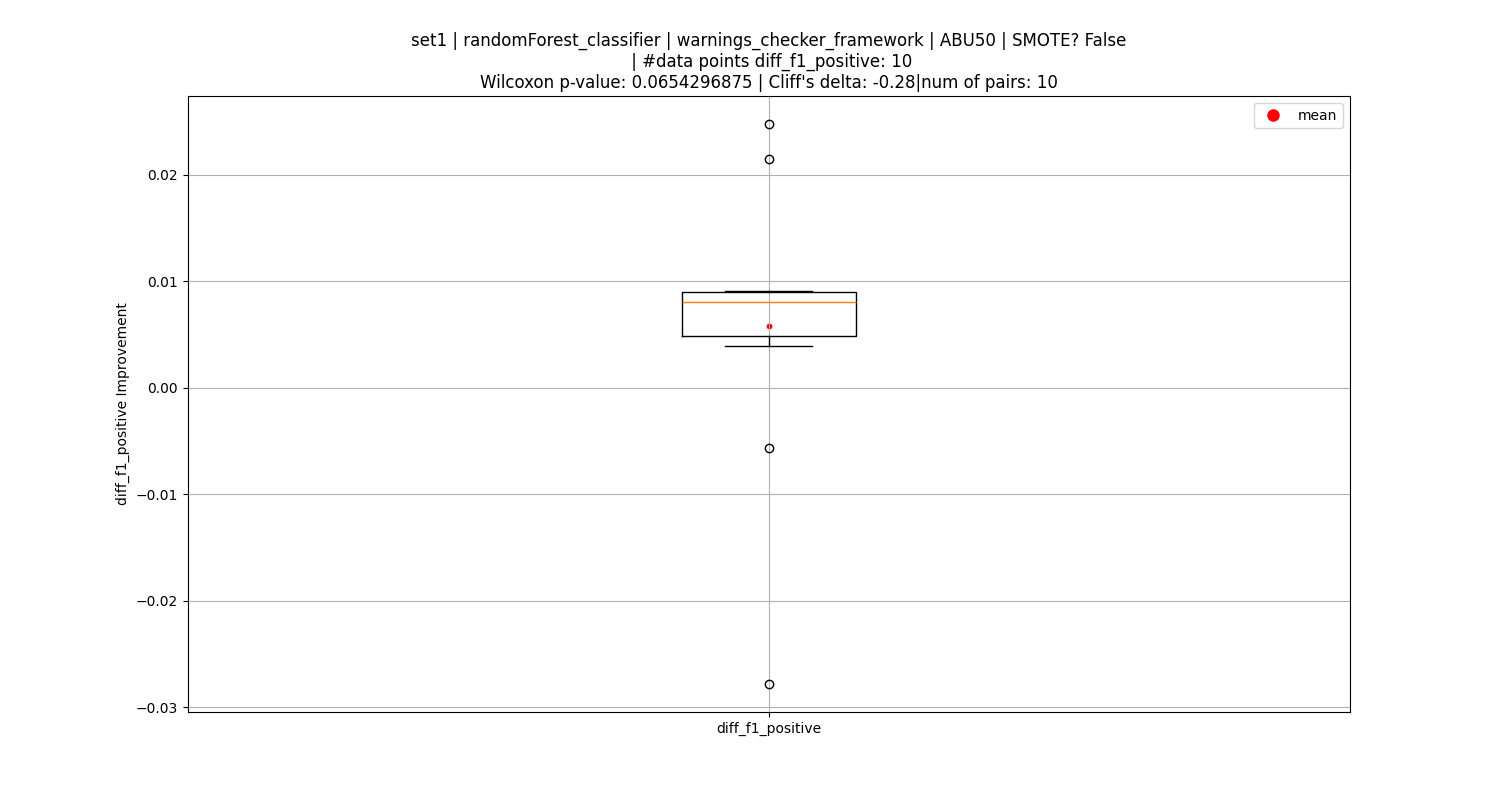 set1 | randomForest_classifier | warnings_checker_framework | ABU50 | SMOTE? False
| #data points diff_f1_positive: 10
Wilcoxon p-value: 0.0654296875 | Cliff's delta: -0.28|num of pairs: 10
mean
0.02
0.01
0.00
−0.01
−0.02
−0.03
diff_f1_positive Improvement
diff_f1_positive